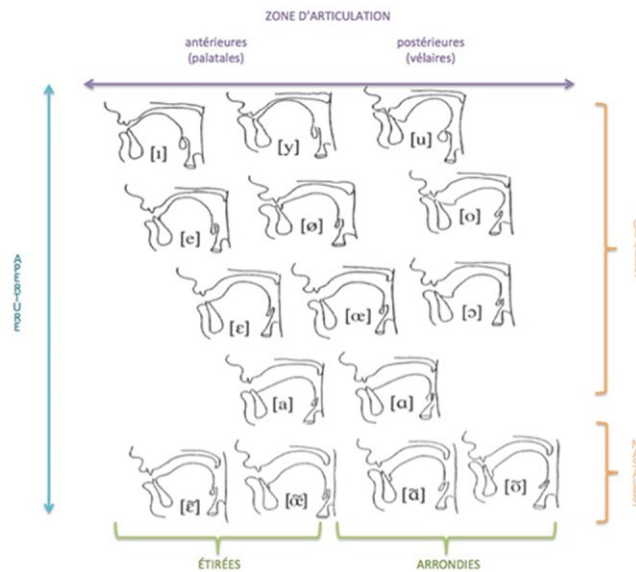 ZONE D'ARTICULATION
antérieures postérieures
(palatales) (vélaires)
[ɪ] [y] [u]
[e] [ø] [o]
APERTURE
[ɛ] [œ] [ɔ]
[a] [ɑ]
[ɛ̃] [œ̃] [ɑ̃] [ɔ̃]
ÉTIRÉES ARRONDIES